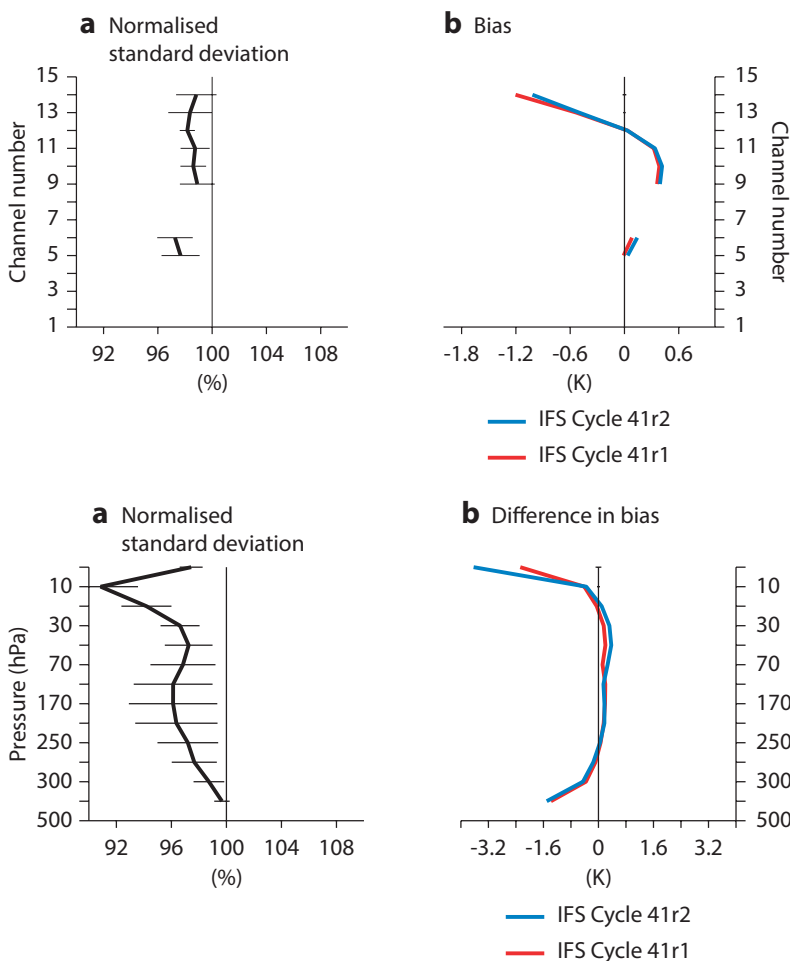 a Normalised
standard deviation
b Bias
15
13
11
9
7
5
3
1
Channel number
92 96 100 104 108
(%)
15
13
11
9
7
5
3
1
Channel number
-1.8 -1.2 -0.6 0 0.6
(K)
IFS Cycle 41r2
IFS Cycle 41r1
a Normalised
standard deviation
b Difference in bias
10
30
70
170
250
300
500
Pressure (hPa)
92 96 100 104 108
(%)
10
30
70
170
250
300
500
-3.2 -1.6 0 1.6 3.2
(K)
IFS Cycle 41r2
IFS Cycle 41r1